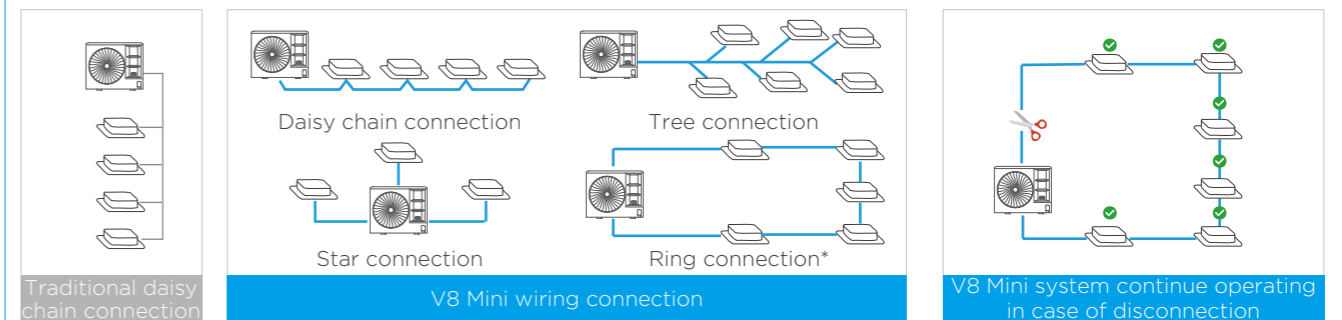 Daisy chain connection
Tree connection
Star connection
Ring connection*
Traditional daisy
chain connection
V8 Mini wiring connection
V8 Mini system continue operating
in case of disconnection